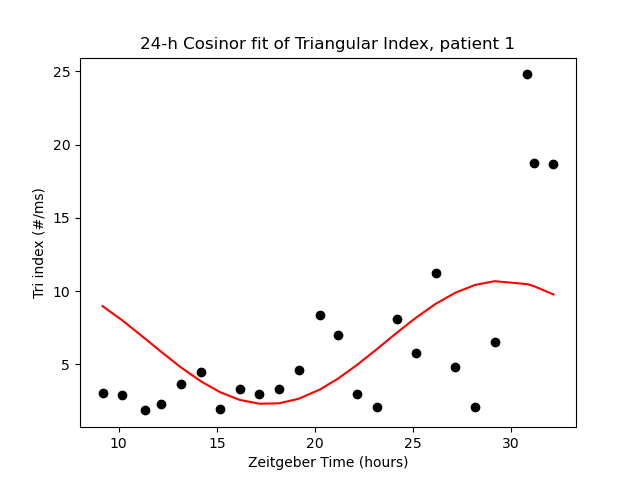 24-h Cosinor fit of Triangular Index, patient 1
25
20
15
10
5
Tri index (#/ms)
10 15 20 25 30
Zeitgeber Time (hours)